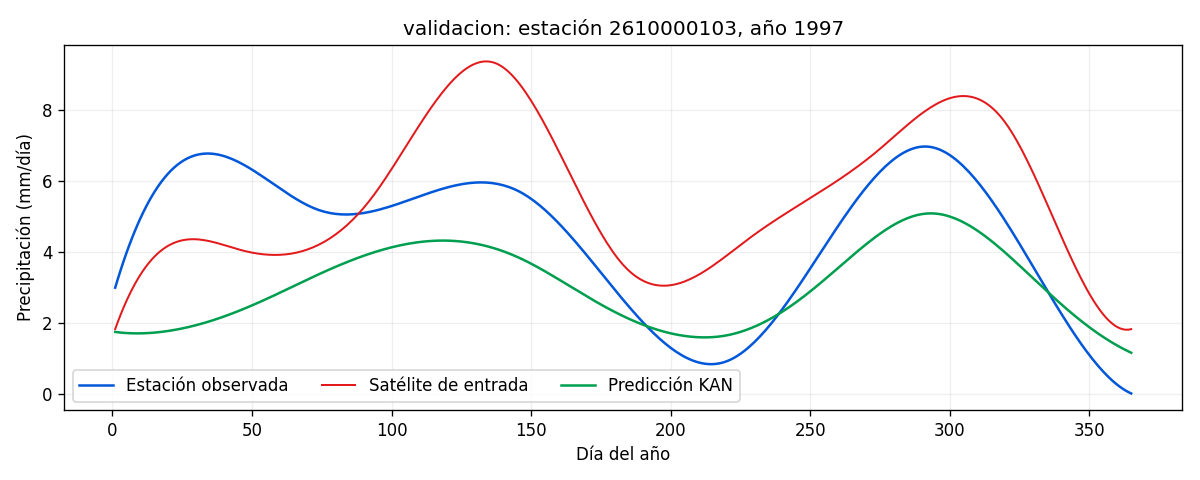 validacion: estación 2610000103, año 1997
Precipitación (mm/día)
8
6
4
2
0
Estación observada Satélite de entrada Predicción KAN
0 50 100 150 200 250 300 350
Día del año